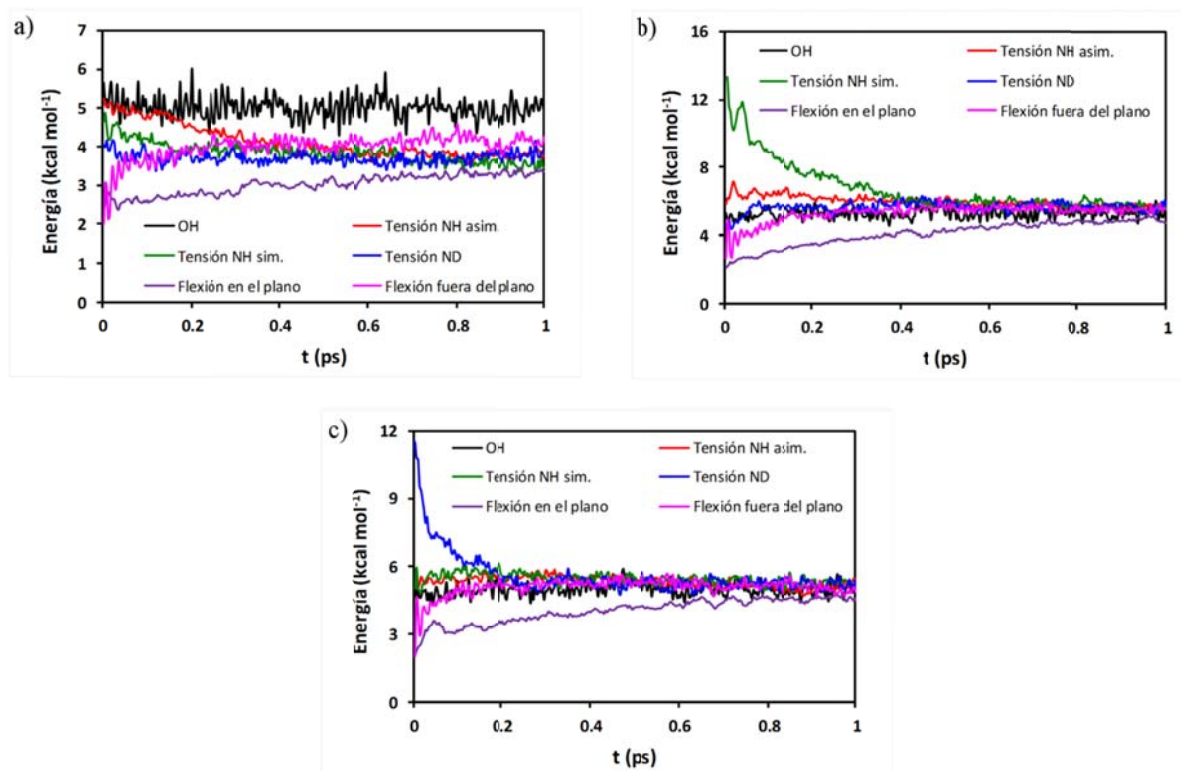 a)
Energía (kcal mol⁻¹)
7
6
5
4
3
2
1
0
OH
Tensión NH asim
Tensión NH sim.
Tensión ND
Flexión en el plano
Flexión fuera del plano
0 0.2 0.4 0.6 0.8 1
t (ps)
b)
Energía (kcal mol⁻¹)
16
12
8
4
0
OH
Tensión NH asim.
Tensión NH sim.
Tensión ND
Flexión en el plano
Flexión fuera del plano
0 0.2 0.4 0.6 0.8 1
t (ps)
c)
Energía (kcal mol⁻¹)
12
9
6
3
0
OH
Tensión NH asim.
Tensión NH sim.
Tensión ND
Flexión en el plano
Flexión fuera del plano
0 0.2 0.4 0.6 0.8 1
t (ps)